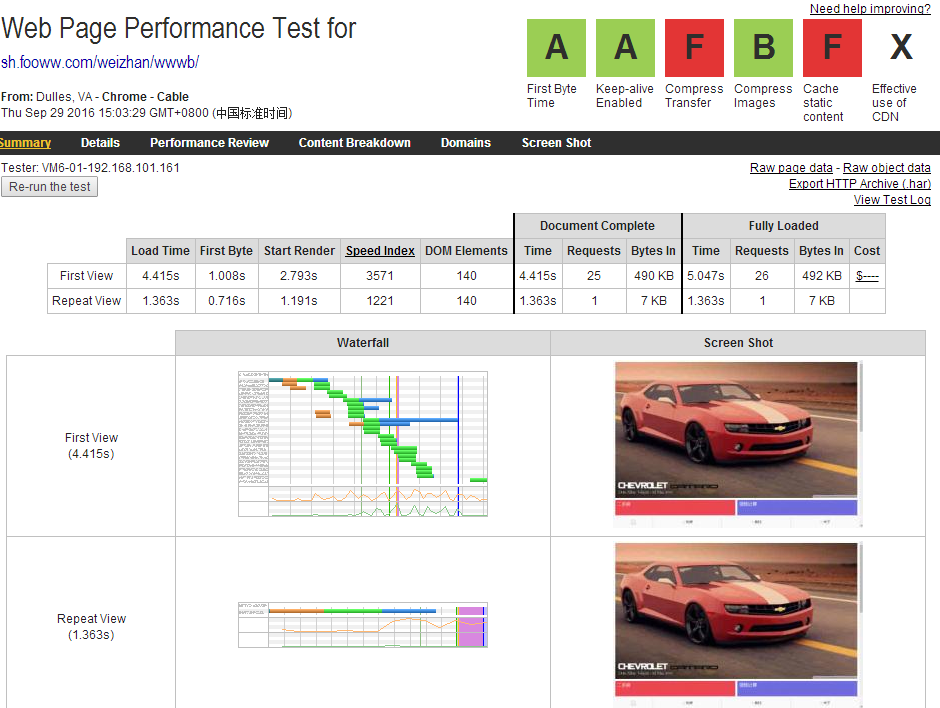 Need help improving?
Web Page Performance Test for
sh.fooww.com/weizhan/wwwb/
From: Dulles, VA - Chrome - Cable
Thu Sep 29 2016 15:03:29 GMT+0800 (中国标准时间)
A A F B F X
First Byte Time
Keep-alive Enabled
Compress Transfer
Compress Images
Cache static content
Effective use of CDN
Summary Details Performance Review Content Breakdown Domains Screen Shot
Tester: VM6-01-192.168.101.161
Re-run the test
Raw page data - Raw object data
Export HTTP Archive (.har)
View Test Log
Document Complete Fully Loaded
Load Time First Byte Start Render Speed Index DOM Elements Time Requests Bytes In Time Requests Bytes In Cost
First View 4.415s 1.008s 2.793s 3571 140 4.415s 25 490 KB 5.047s 26 492 KB $----
Repeat View 1.363s 0.716s 1.191s 1221 140 1.363s 1 7 KB 1.363s 1 7 KB
Waterfall Screen Shot
First View
(4.415s)
CHEVROLET CAMARO
Repeat View
(1.363s)
CHEVROLET CAMARO